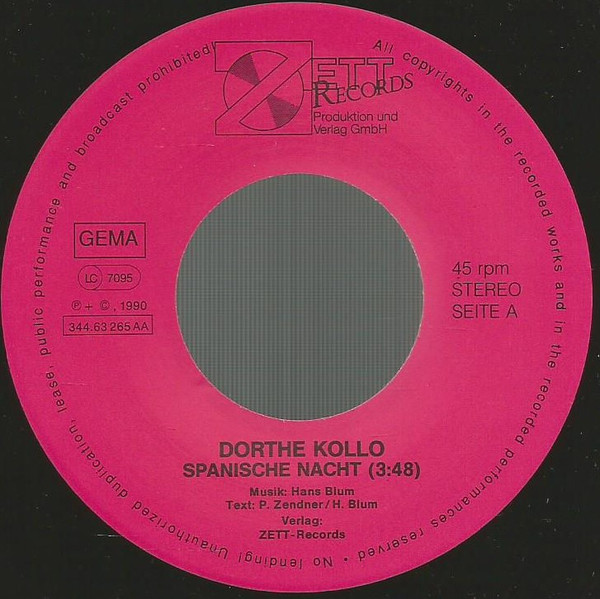 ZETT
RECORDS
Produktion und
Verlag GmbH
All copyrights in the recorded works and in the recorded performances reserved • No lending! Unauthorized duplication, lease, public performance and broadcast prohibited!
GEMA
LC 7095
℗ + ©, 1990
344.63 265 AA
45 rpm
STEREO
SEITE A
DORTHE KOLLO
SPANISCHE NACHT (3:48)
Musik: Hans Blum
Text: P. Zendner/H. Blum
Verlag:
ZETT-Records